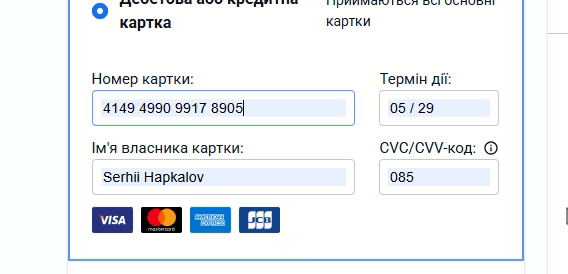 Дебетова або кредитна
картка
Приймаються всі основні
картки
Номер картки:
Термін дії:
4149 4990 9917 8905
05 / 29
Ім'я власника картки:
CVC/CVV-код:
Serhii Hapkalov
085
VISA
mastercard
AMERICAN
EXPRESS
JCB